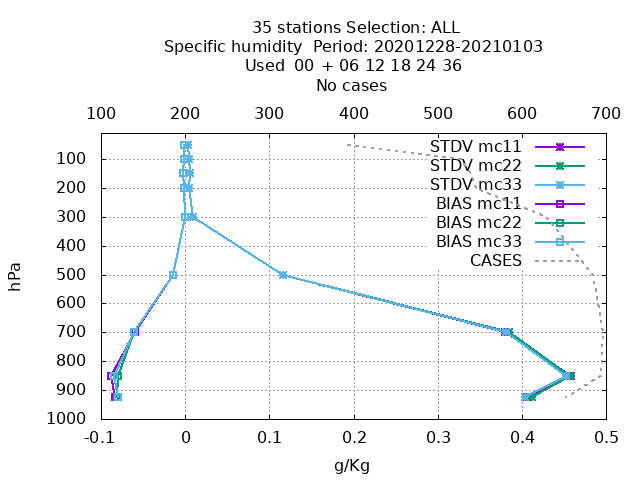 35 stations Selection: ALL
Specific humidity  Period: 20201228-20210103
Used  00 + 06 12 18 24 36
No cases
100 200 300 400 500 600 700
STDV mc11
STDV mc22
STDV mc33
BIAS mc11
BIAS mc22
BIAS mc33
CASES
hPa
100
200
300
400
500
600
700
800
900
1000
-0.1 0 0.1 0.2 0.3 0.4 0.5
g/Kg